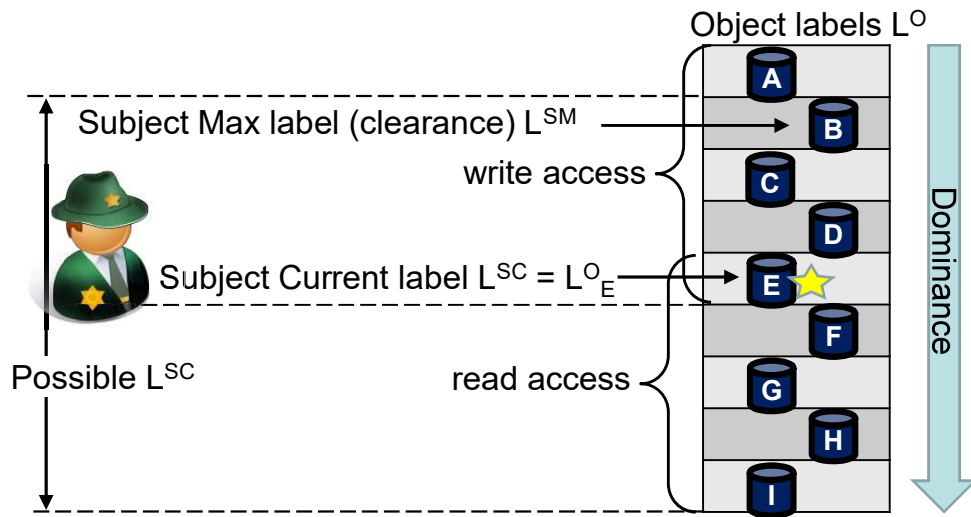 Object labels L^O
A
Subject Max label (clearance) L^SM
B
write access
C
D
Subject Current label L^SC = L^O_E
E
F
Possible L^SC
read access
G
H
I
Dominance